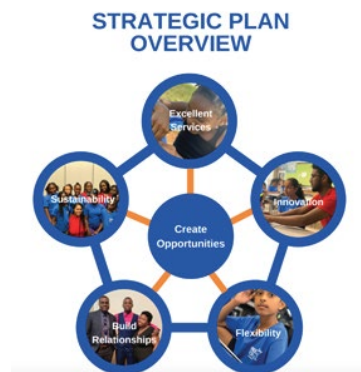 STRATEGIC PLAN
OVERVIEW
Excellent
Services
Sustainability
Innovation
Create
Opportunities
Build
Relationships
Flexibility